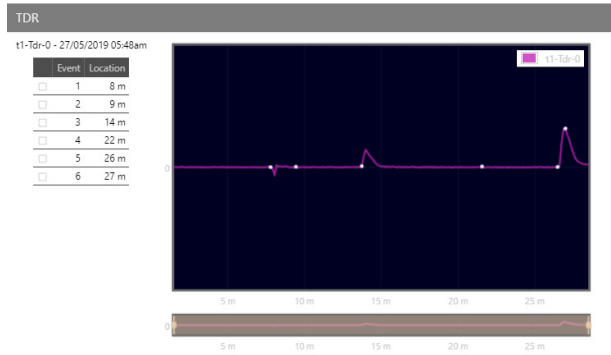 TDR
t1-Tdr-0 - 27/05/2019 05:48am
Event Location
1 8 m
2 9 m
3 14 m
4 22 m
5 26 m
6 27 m
t1-Tdr-0
0
5 m 10 m 15 m 20 m 25 m
0
5 m 10 m 15 m 20 m 25 m